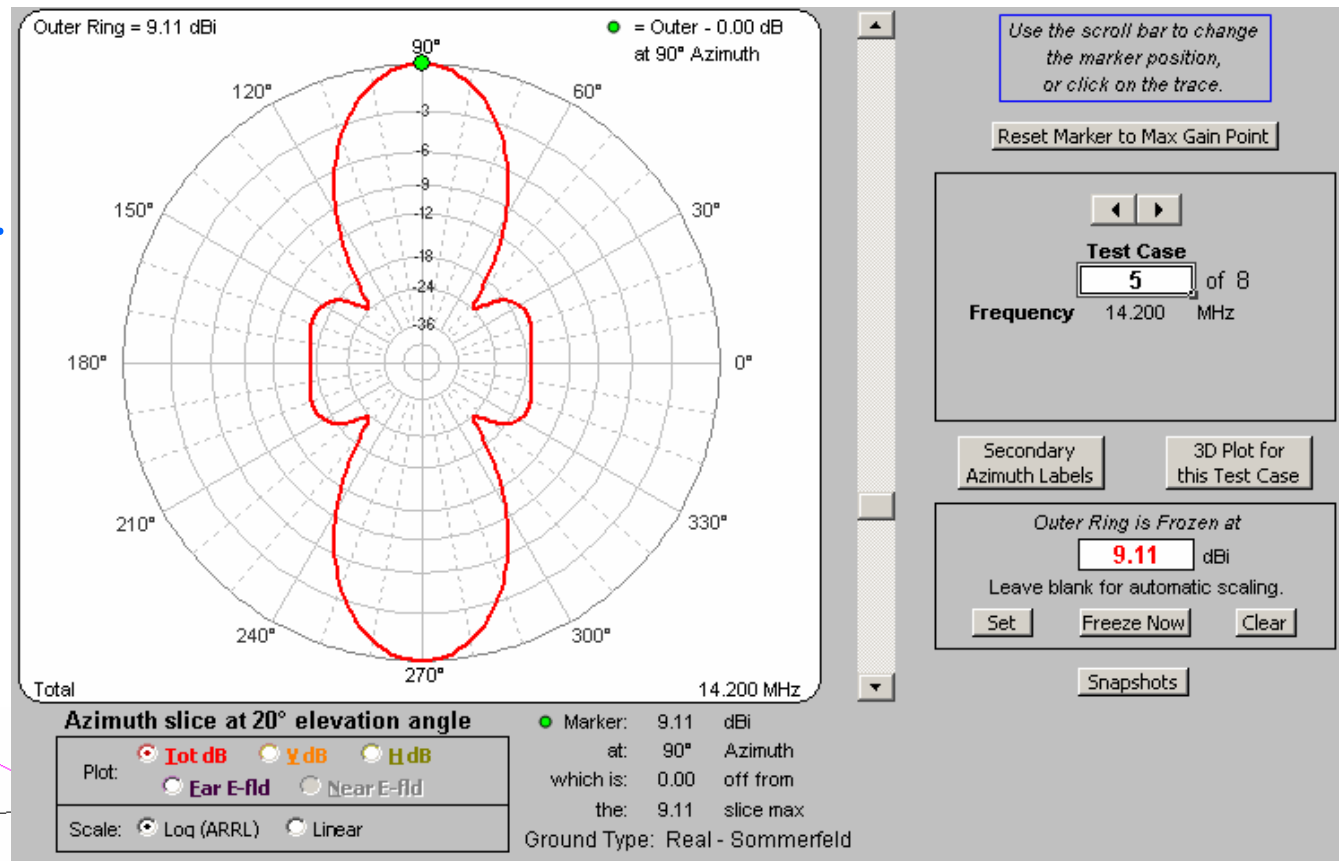 Outer Ring = 9.11 dBi
= Outer - 0.00 dB
at 90° Azimuth
90°
120°
60°
150°
30°
180°
0°
210°
330°
240°
300°
270°
-3
-6
-9
-12
-18
-24
-36
Total
14.200 MHz
Use the scroll bar to change
the marker position,
or click on the trace.
Reset Marker to Max Gain Point
Test Case
5 of 8
Frequency 14.200 MHz
Secondary
Azimuth Labels
3D Plot for
this Test Case
Outer Ring is Frozen at
9.11 dBi
Leave blank for automatic scaling.
Set Freeze Now Clear
Snapshots
Azimuth slice at 20° elevation angle
Plot: Tot dB V dB H dB
Far E-fld Near E-fld
Scale: Log (ARRL) Linear
Marker: 9.11 dBi
at: 90° Azimuth
which is: 0.00 off from
the: 9.11 slice max
Ground Type: Real - Sommerfeld